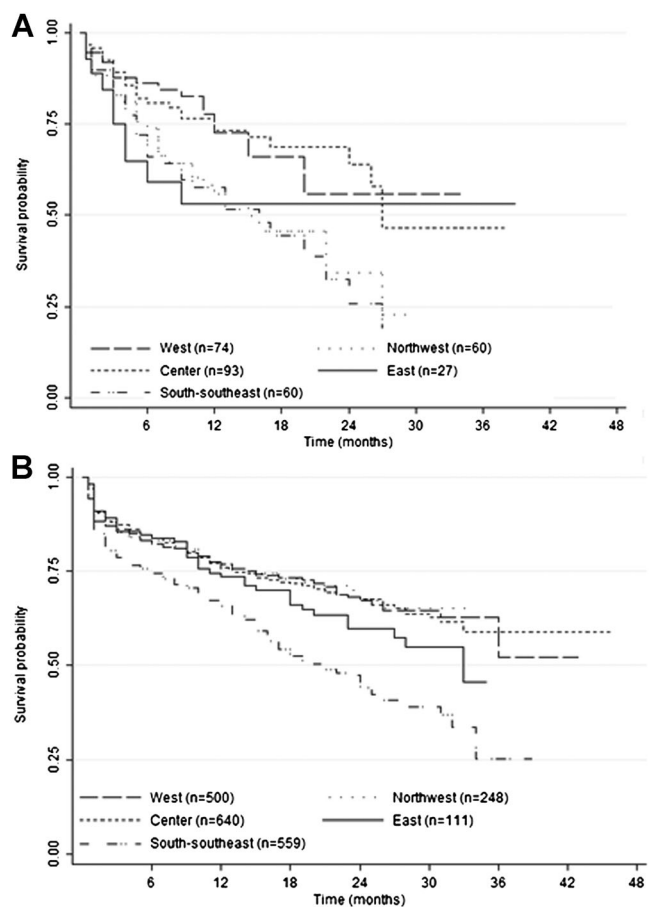 A
Survival probability
1.00
0.75
0.50
0.25
0.00
West (n=74)
Northwest (n=60)
Center (n=93)
East (n=27)
South-southeast (n=60)
6 12 18 24 30 36 42 48
Time (months)
B
Survival probability
1.00
0.75
0.50
0.25
0.00
West (n=500)
Northwest (n=248)
Center (n=640)
East (n=111)
South-southeast (n=559)
6 12 18 24 30 36 42 48
Time (months)